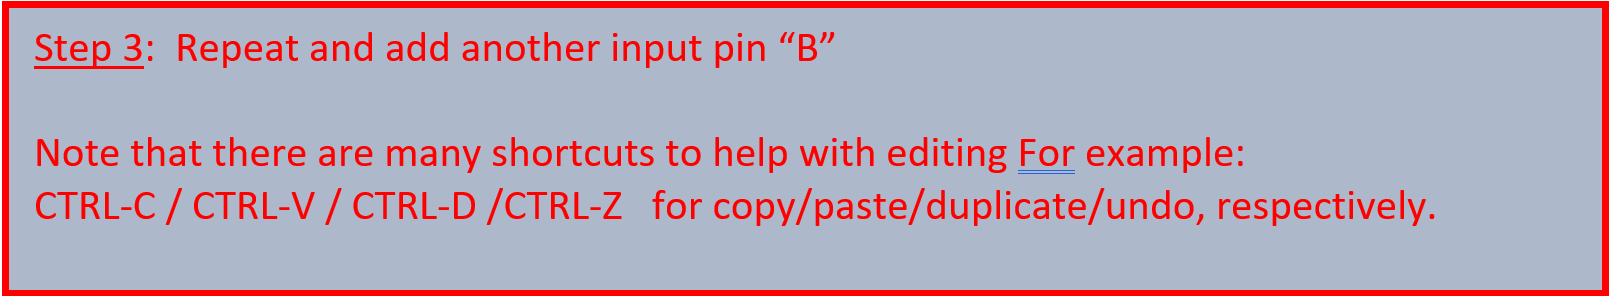 Step 3:  Repeat and add another input pin “B”
Note that there are many shortcuts to help with editing For example:
CTRL-C / CTRL-V / CTRL-D /CTRL-Z   for copy/paste/duplicate/undo, respectively.